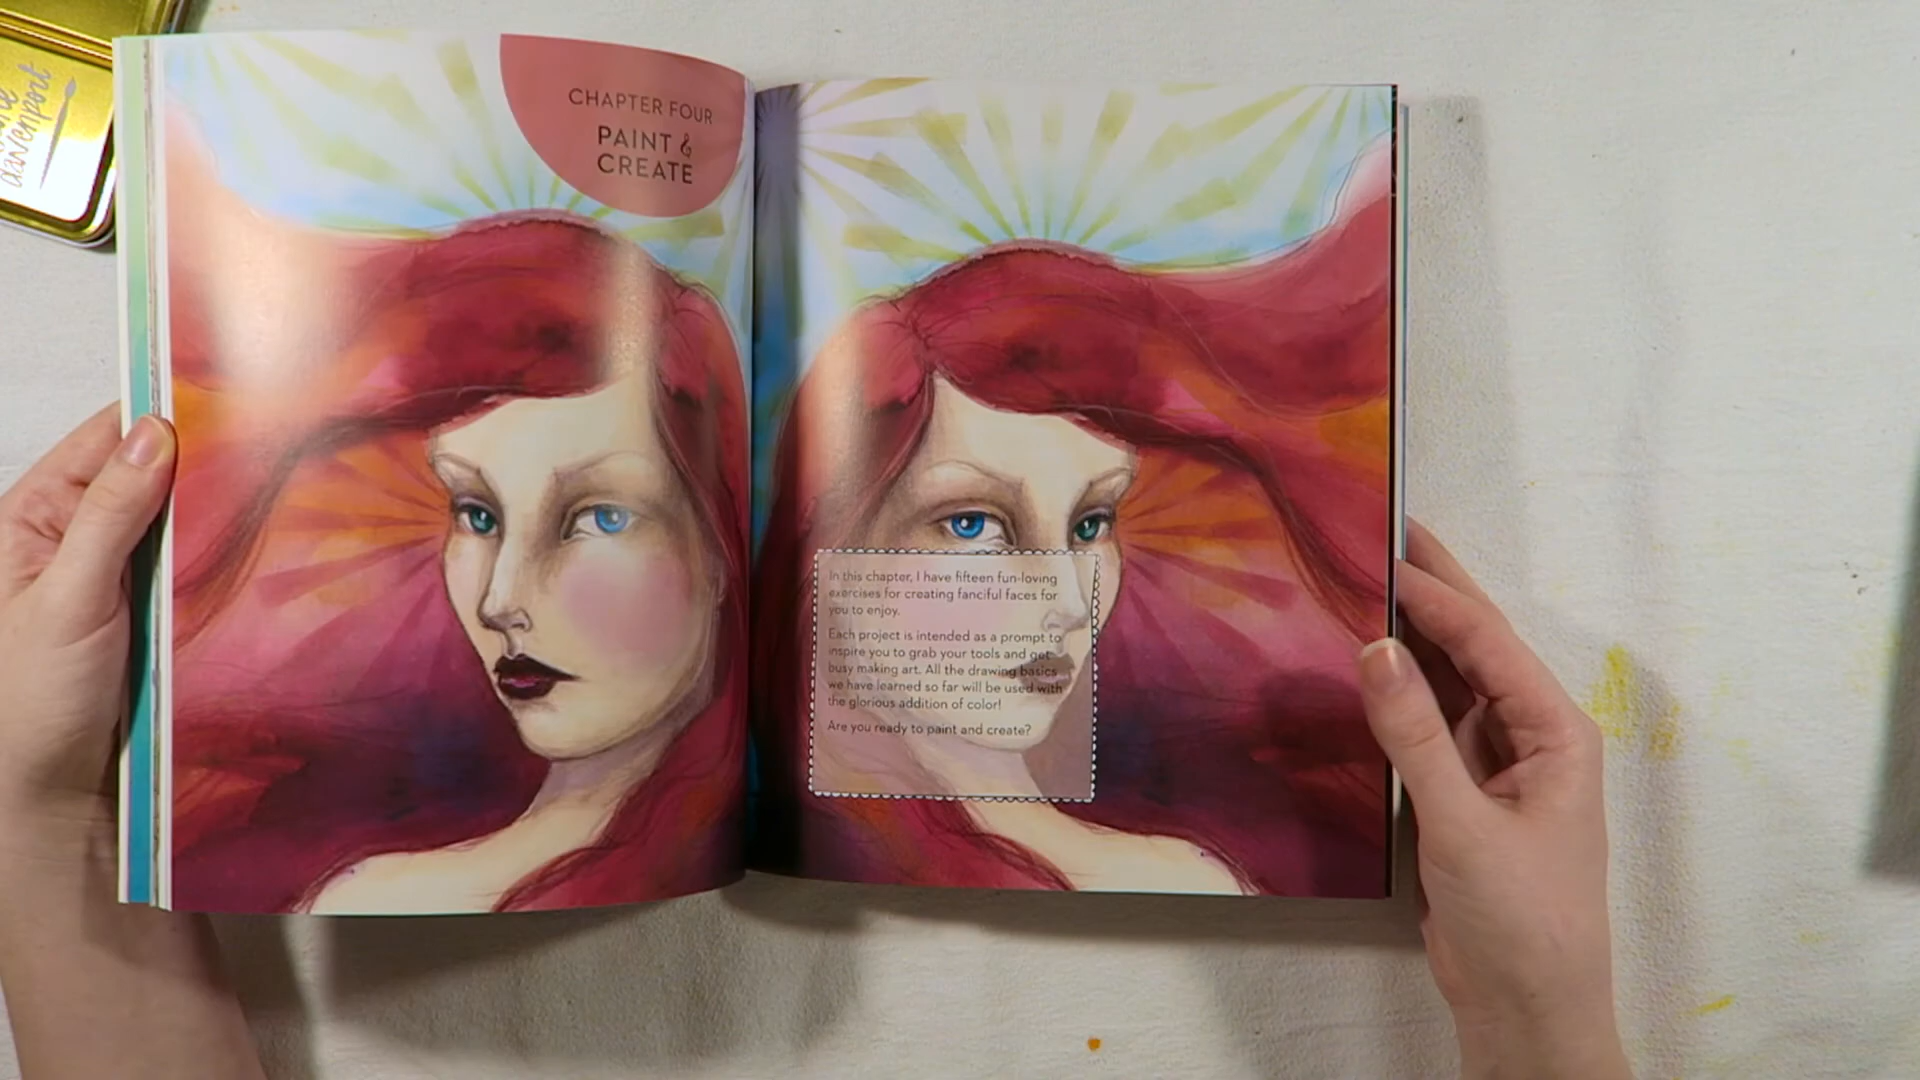 davenport
CHAPTER FOUR
PAINT &
CREATE
In this chapter, I have fifteen fun-loving
exercises for creating fanciful faces for
you to enjoy.
Each project is intended as a prompt to
inspire you to grab your tools and get
busy making art. All the drawing basics
we have learned so far will be used with
the glorious addition of color!
Are you ready to paint and create?